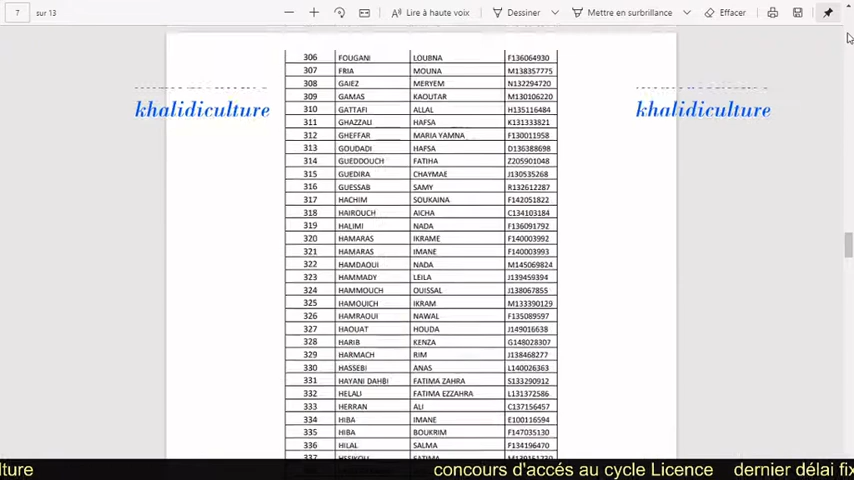 7 sur 13 Lire à haute voix Dessiner Mettre en surbrillance Effacer
306 FOUGANI LOUBNA F136064930
307 FRIA MOUNA M138357775
308 GAIEZ MERYEM N132294720
309 GAMAS KAOUTAR M130106220
310 GATTAFI ALLAL H135116484
311 GHAZZALI HAFSA K131333821
312 GHEFFAR MARIA YAMNA F130011958
313 GOUDADI HAFSA D136388698
314 GUEDDOUCH FATIHA Z205901048
315 GUEDIRA CHAYMAE J130535268
316 GUESSAB SAMY R132612287
317 HACHIM SOUKAINA F142051822
318 HAIROUCH AICHA C134103184
319 HALIMI NADA F136091792
320 HAMARAS IKRAME F140003992
321 HAMARAS IMANE F140003993
322 HAMDAOUI NADA M145069824
323 HAMMADY LEILA J139459394
324 HAMMOUCH OUISSAL J138067855
325 HAMOUICH IKRAM M133390129
326 HAMRAOUI NAWAL F135089597
327 HAOUAT HOUDA J149016638
328 HARIB KENZA G148028307
329 HARMACH RIM J138468277
330 HASSEBI ANAS L140026363
331 HAYANI DAHBI FATIMA ZAHRA S133290912
332 HELALI FATIMA EZZAHRA L131372586
333 HERRAN ALI C137156457
334 HIBA IMANE E100116594
335 HIBA BOUKRIM F147035130
336 HILAL SALMA F134196470
337
khalidiculture
khalidiculture
lture concours d'accés au cycle Licence dernier délai fix